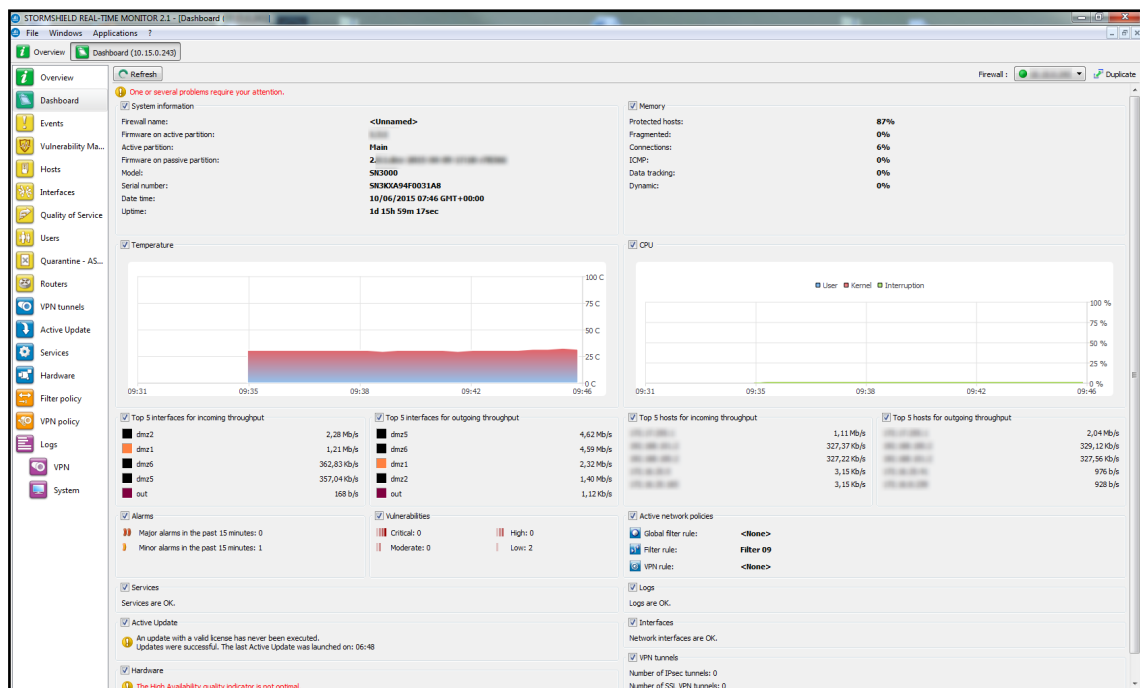 STORMSHIELD REAL-TIME MONITOR 2.1 - [Dashboard (
File Windows Applications ?
Overview Dashboard (10.15.0.243)
Overview
Dashboard
Events
Vulnerability Ma...
Hosts
Interfaces
Quality of Service
Users
Quarantine - AS...
Routers
VPN tunnels
Active Update
Services
Hardware
Filter policy
VPN policy
Logs
VPN
System
Refresh
Firewall :
Duplicate
One or several problems require your attention.
System information
Firewall name: <Unnamed>
Firmware on active partition:
Active partition: Main
Firmware on passive partition: 2.
Model: SN3000
Serial number: SN3KXA94F0031A8
Date time: 10/06/2015 07:46 GMT+00:00
Uptime: 1d 15h 59m 17sec
Memory
Protected hosts: 87%
Fragmented: 0%
Connections: 6%
ICMP: 0%
Data tracking: 0%
Dynamic: 0%
Temperature
100 C
75 C
50 C
25 C
0 C
09:31 09:35 09:38 09:42 09:46
CPU
User Kernel Interruption
100 %
75 %
50 %
25 %
0 %
09:31 09:35 09:38 09:42 09:46
Top 5 interfaces for incoming throughput
dmz2 2,28 Mb/s
dmz1 1,21 Mb/s
dmz6 362,83 Kb/s
dmz5 357,04 Kb/s
out 168 b/s
Top 5 interfaces for outgoing throughput
dmz5 4,62 Mb/s
dmz6 4,59 Mb/s
dmz1 2,32 Mb/s
dmz2 1,40 Mb/s
out 1,12 Kb/s
Top 5 hosts for incoming throughput
1,11 Mb/s
327,37 Kb/s
327,22 Kb/s
3,15 Kb/s
3,15 Kb/s
Top 5 hosts for outgoing throughput
2,04 Mb/s
329,12 Kb/s
327,56 Kb/s
976 b/s
928 b/s
Alarms
Major alarms in the past 15 minutes: 0
Minor alarms in the past 15 minutes: 1
Vulnerabilities
Critical: 0 High: 0
Moderate: 0 Low: 2
Active network policies
Global filter rule: <None>
Filter rule: Filter 09
VPN rule: <None>
Services
Services are OK.
Logs
Logs are OK.
Active Update
An update with a valid license has never been executed.
Updates were successful. The last Active Update was launched on: 06:48
Interfaces
Network interfaces are OK.
Hardware
The High Availability quality indicator is not optimal
VPN tunnels
Number of IPsec tunnels: 0
Number of SSL VPN tunnels: 0